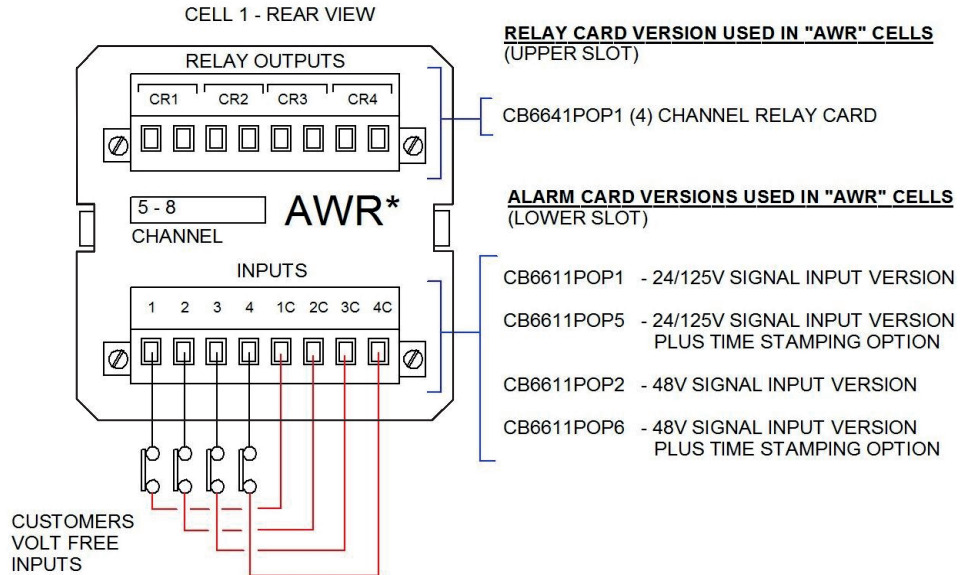 CELL 1 - REAR VIEW
RELAY OUTPUTS
CR1 CR2 CR3 CR4
5 - 8
CHANNEL
AWR*
INPUTS
1 2 3 4 1C 2C 3C 4C
CUSTOMERS
VOLT FREE
INPUTS
RELAY CARD VERSION USED IN "AWR" CELLS
(UPPER SLOT)
CB6641POP1 (4) CHANNEL RELAY CARD
ALARM CARD VERSIONS USED IN "AWR" CELLS
(LOWER SLOT)
CB6611POP1 - 24/125V SIGNAL INPUT VERSION
CB6611POP5 - 24/125V SIGNAL INPUT VERSION
PLUS TIME STAMPING OPTION
CB6611POP2 - 48V SIGNAL INPUT VERSION
CB6611POP6 - 48V SIGNAL INPUT VERSION
PLUS TIME STAMPING OPTION